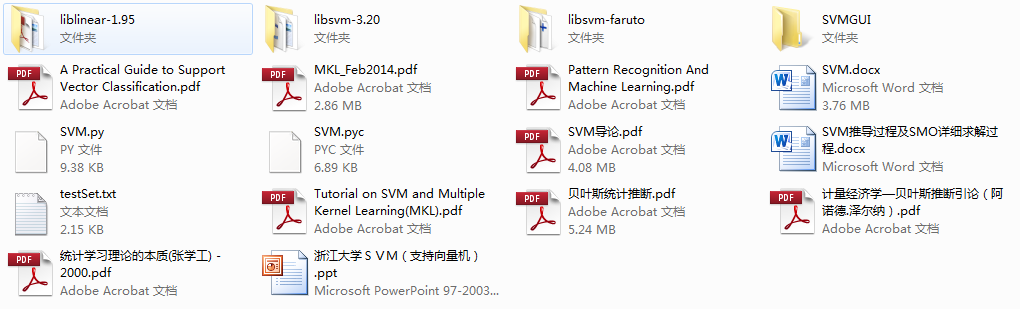 liblinear-1.95
文件夹
libsvm-3.20
文件夹
libsvm-faruto
文件夹
SVMGUI
文件夹
PDF
A Practical Guide to Support
Vector Classification.pdf
Adobe Acrobat 文档
PDF
MKL_Feb2014.pdf
Adobe Acrobat 文档
2.86 MB
PDF
Pattern Recognition And
Machine Learning.pdf
Adobe Acrobat 文档
SVM.docx
Microsoft Word 文档
3.76 MB
SVM.py
PY 文件
9.38 KB
SVM.pyc
PYC 文件
6.89 KB
PDF
SVM导论.pdf
Adobe Acrobat 文档
4.08 MB
SVM推导过程及SMO详细求解过
程.docx
Microsoft Word 文档
testSet.txt
文本文档
2.15 KB
PDF
Tutorial on SVM and Multiple
Kernel Learning(MKL).pdf
Adobe Acrobat 文档
PDF
贝叶斯统计推断.pdf
Adobe Acrobat 文档
5.24 MB
PDF
计量经济学—贝叶斯推断引论（阿
诺德.泽尔纳）.pdf
Adobe Acrobat 文档
PDF
统计学习理论的本质(张学工) -
2000.pdf
Adobe Acrobat 文档
浙江大学ＳＶＭ（支持向量机）
.ppt
Microsoft PowerPoint 97-2003...